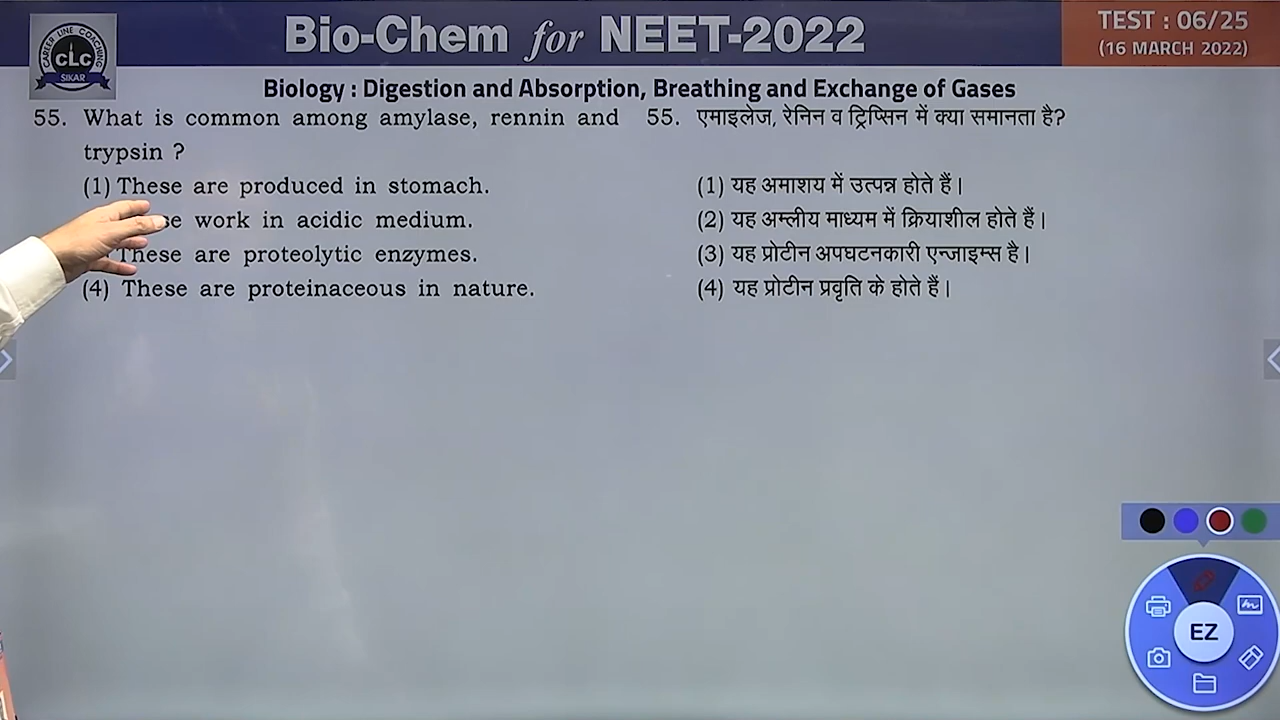 CAREER LINE COACHING
CLC
SIKAR
Bio-Chem for NEET-2022
TEST : 06/25
(16 MARCH 2022)
Biology : Digestion and Absorption, Breathing and Exchange of Gases
55. What is common among amylase, rennin and
trypsin ?
(1) These are produced in stomach.
work in acidic medium.
These are proteolytic enzymes.
(4) These are proteinaceous in nature.
55. एमाइलेज, रेनिन व ट्रिप्सिन में क्या समानता है?
(1) यह अमाशय में उत्पन्न होते हैं।
(2) यह अम्लीय माध्यम में क्रियाशील होते हैं।
(3) यह प्रोटीन अपघटनकारी एन्जाइम्स है।
(4) यह प्रोटीन प्रवृति के होते हैं।
EZ